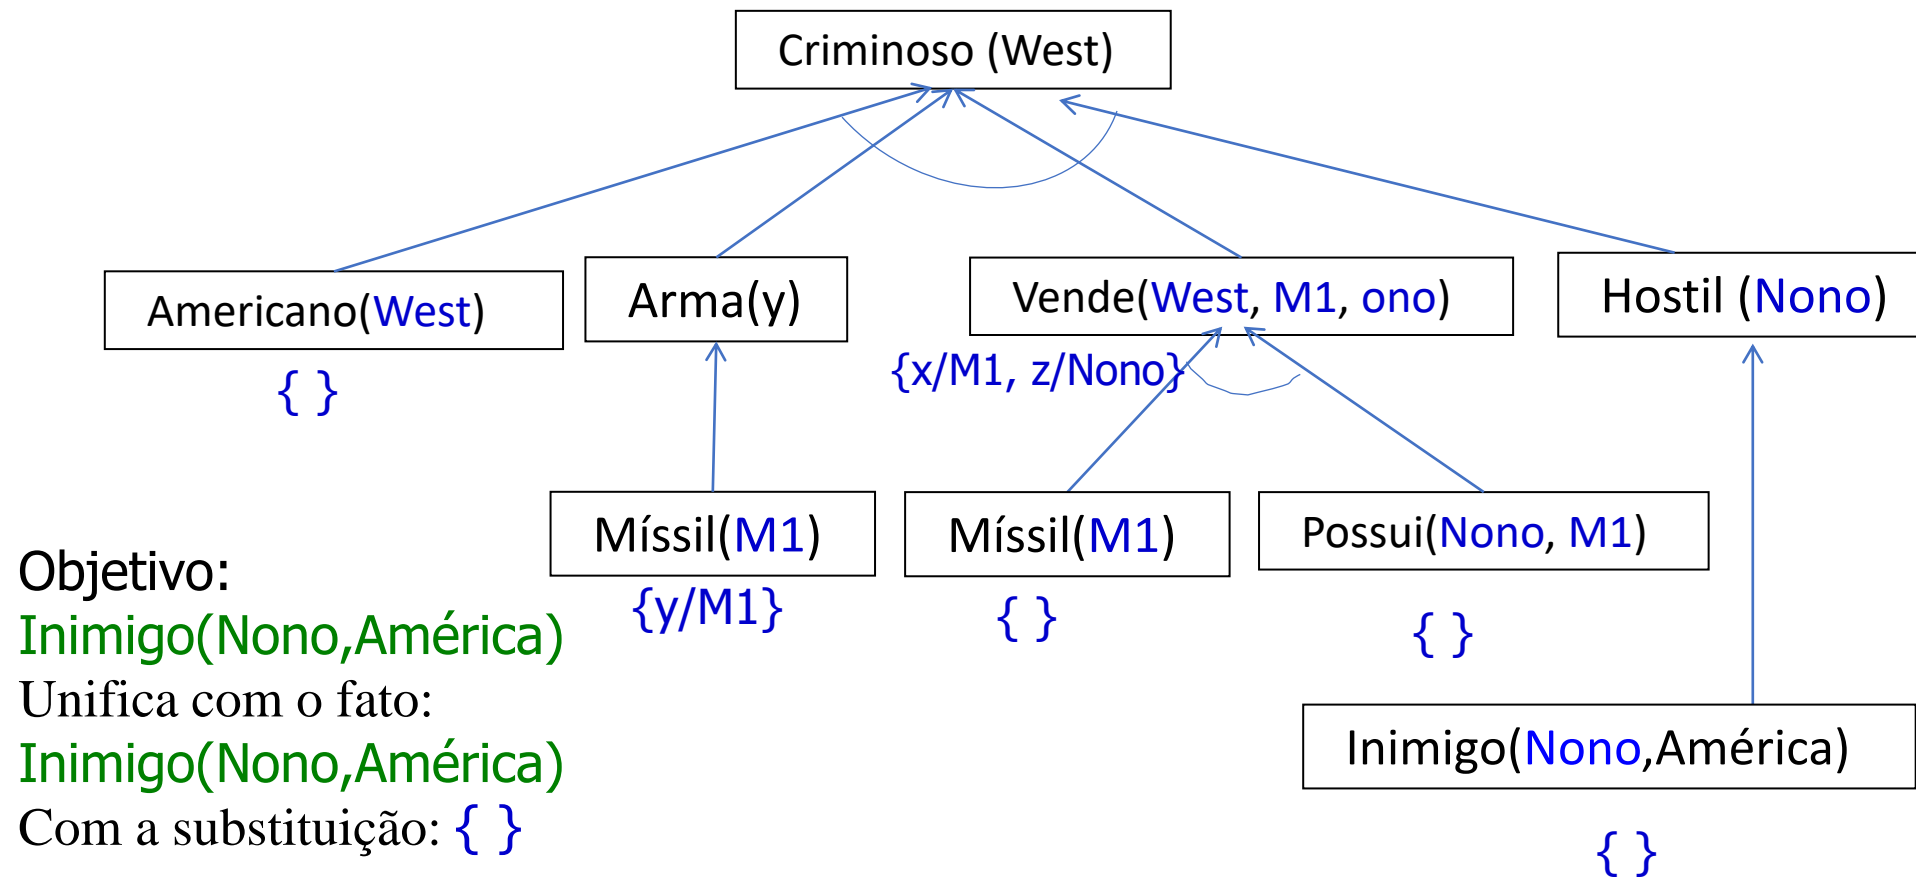 Criminoso (West)
Americano(West)
Arma(y)
Vende(West, M1, ono)
Hostil (Nono)
{ }
{x/M1, z/Nono}
Míssil(M1)
Míssil(M1)
Possui(Nono, M1)
{y/M1}
{ }
{ }
Objetivo:
Inimigo(Nono,América)
Unifica com o fato:
Inimigo(Nono,América)
Com a substituição: { }
Inimigo(Nono,América)
{ }